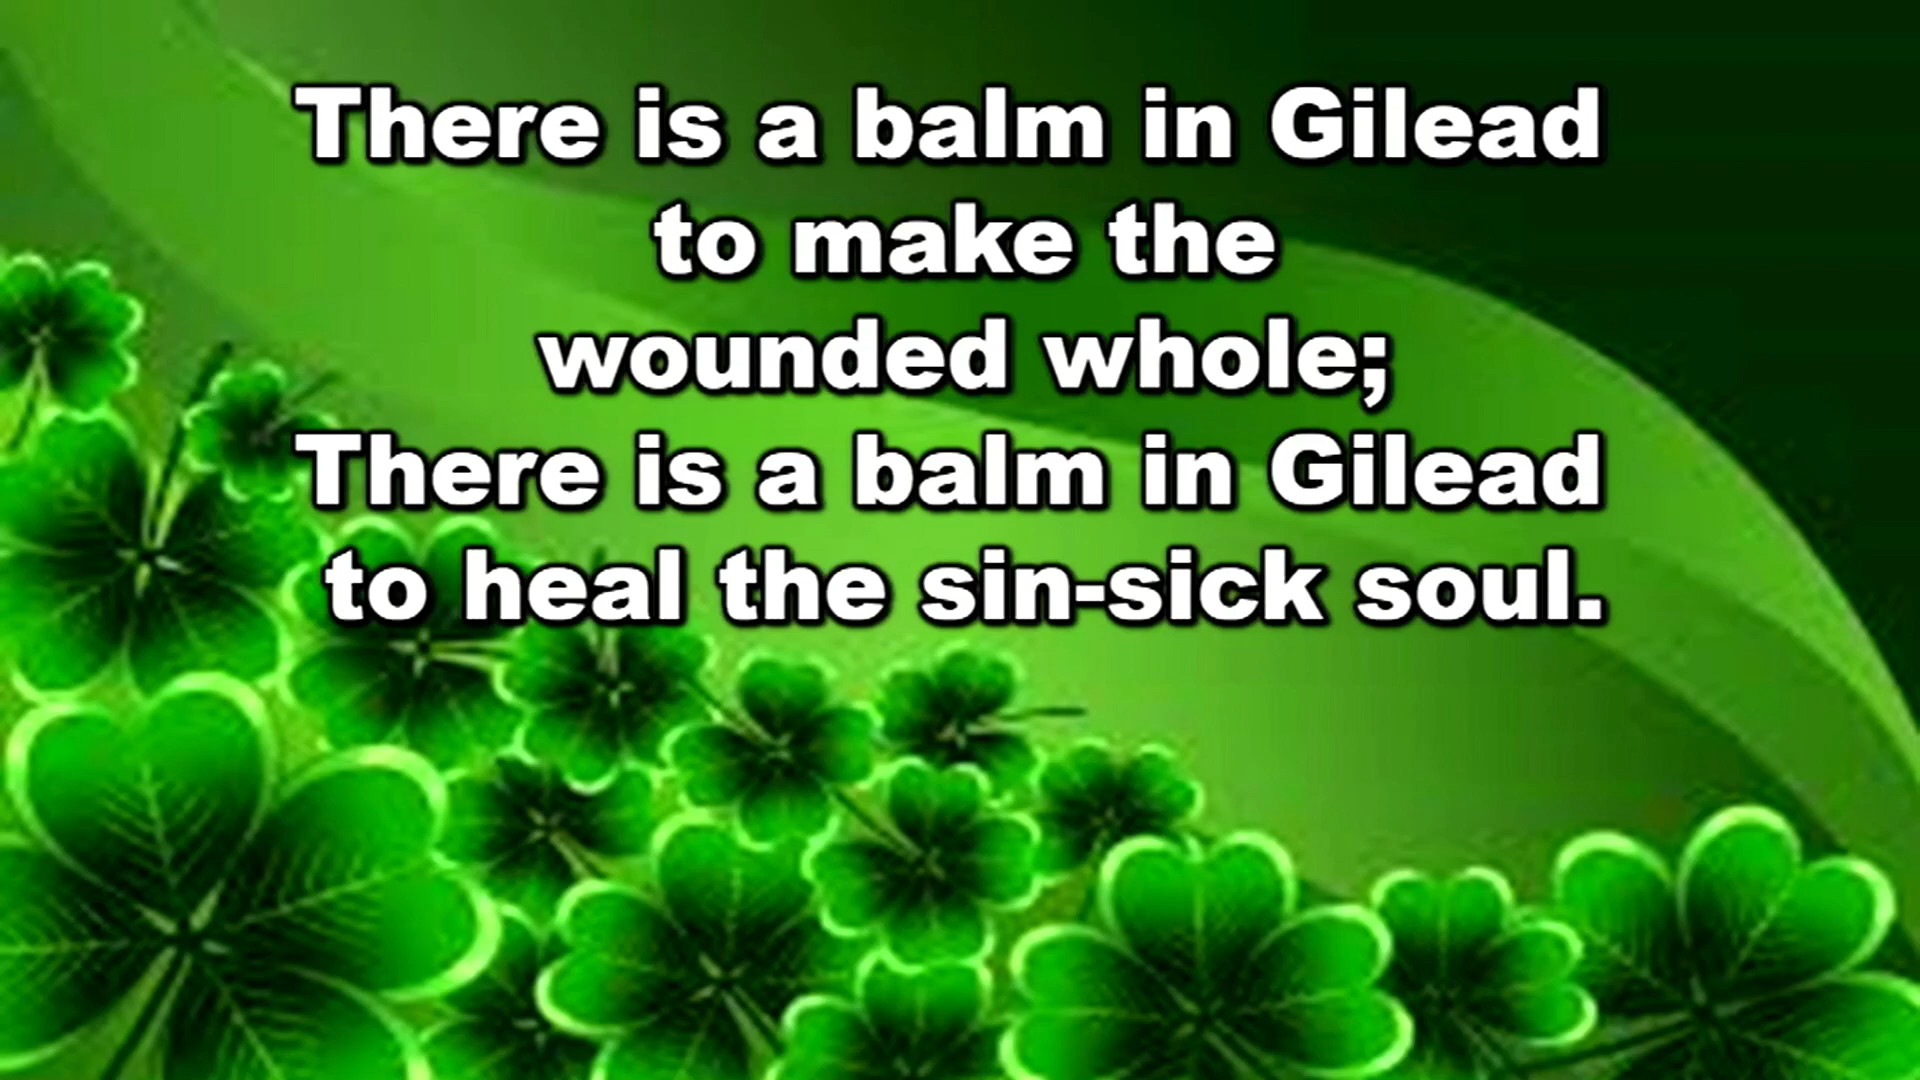 There is a balm in Gilead
to make the
wounded whole;
There is a balm in Gilead
to heal the sin-sick soul.